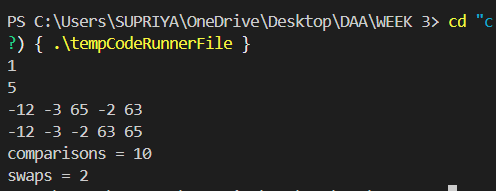 PS C:\Users\SUPRIYA\OneDrive\Desktop\DAA\WEEK 3> cd "c
?) { .\tempCodeRunnerFile }
1
5
-12 -3 65 -2 63
-12 -3 -2 63 65
comparisons = 10
swaps = 2